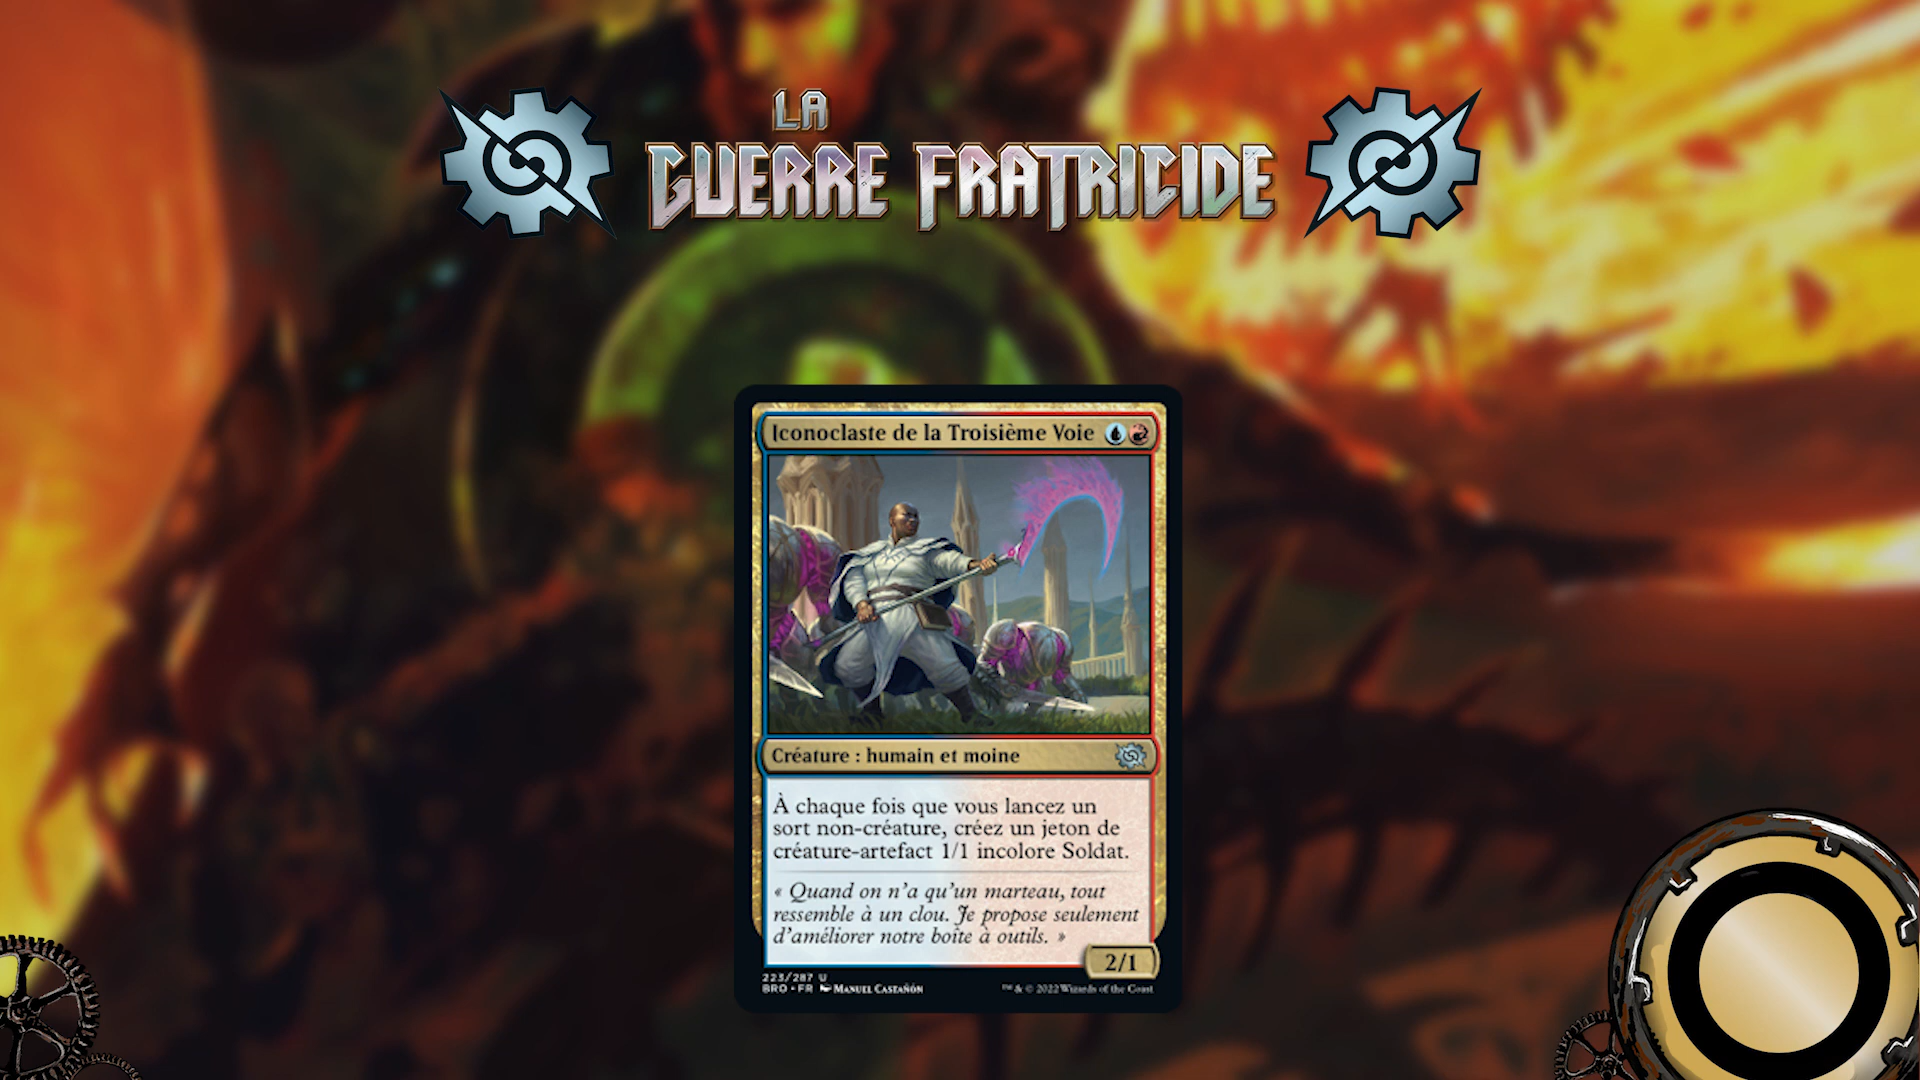 LA
GUERRE FRATRICIDE
Iconoclaste de la Troisième Voie
Créature : humain et moine
À chaque fois que vous lancez un
sort non-créature, créez un jeton de
créature-artefact 1/1 incolore Soldat.
« Quand on n'a qu'un marteau, tout
ressemble à un clou. Je propose seulement
d'améliorer notre boîte à outils. »
2/1
223/287 U
BRO • FR Manuel Castañón
™ & © 2022 Wizards of the Coast